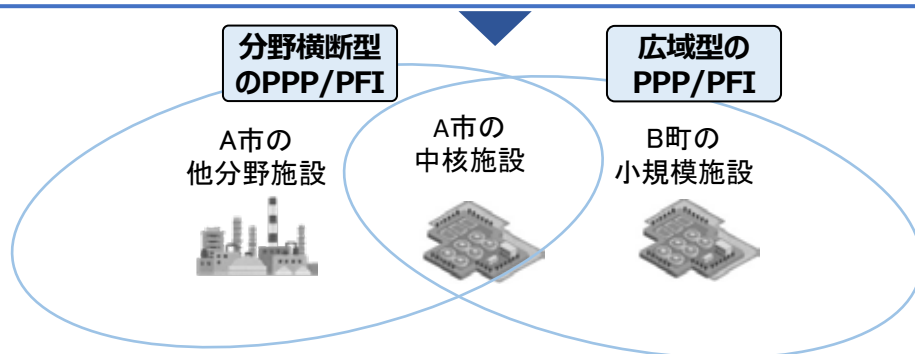 分野横断型
のPPP/PFI
広域型の
PPP/PFI
A市の
他分野施設
A市の
中核施設
B町の
小規模施設